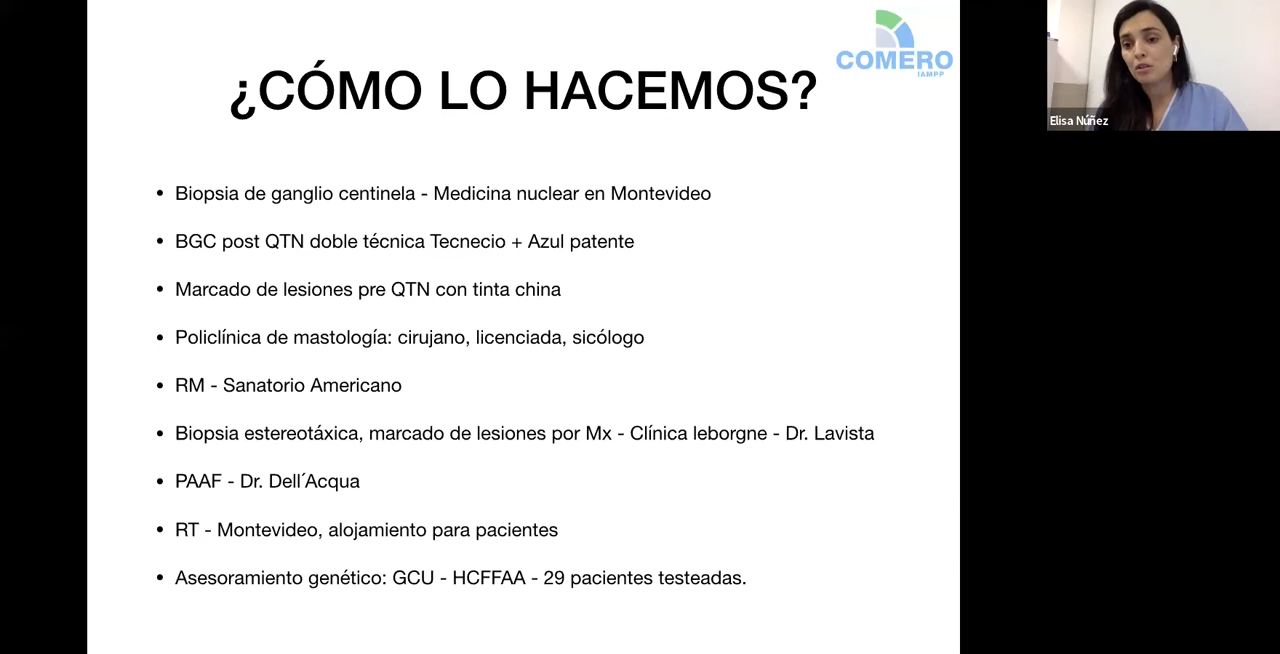 COMERO
IAMPP
¿CÓMO LO HACEMOS?
Elisa Núñez
• Biopsia de ganglio centinela - Medicina nuclear en Montevideo
• BGC post QTN doble técnica Tecnecio + Azul patente
• Marcado de lesiones pre QTN con tinta china
• Policlínica de mastología: cirujano, licenciada, sicólogo
• RM - Sanatorio Americano
• Biopsia estereotáxica, marcado de lesiones por Mx - Clínica leborgne - Dr. Lavista
• PAAF - Dr. Dell´Acqua
• RT - Montevideo, alojamiento para pacientes
• Asesoramiento genético: GCU - HCFFAA - 29 pacientes testeadas.